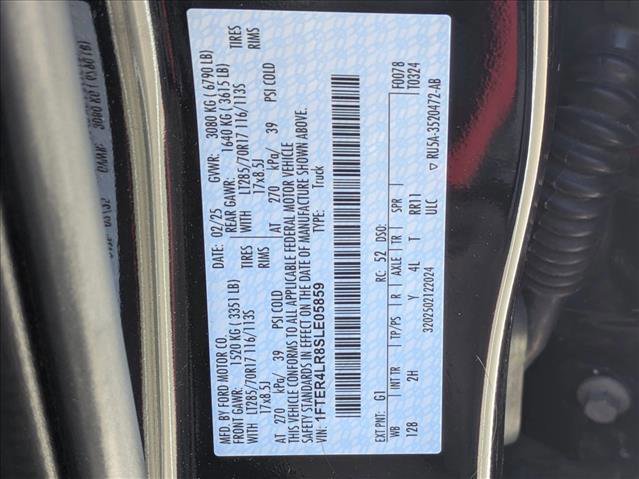 MFD. BY FORD MOTOR CO.
DATE: 02/25 GVWR: 3080 KG ( 6790 LB)
FRONT GAWR: 1520 KG ( 3351 LB) REAR GAWR: 1640 KG ( 3615 LB)
WITH LT285/70R17 116/113S TIRES WITH LT285/70R17 116/113S TIRES
17x8.5J RIMS 17x8.5J RIMS
AT 270 kPa/ 39 PSI COLD AT 270 kPa/ 39 PSI COLD
THIS VEHICLE CONFORMS TO ALL APPLICABLE FEDERAL MOTOR VEHICLE
SAFETY STANDARDS IN EFFECT ON THE DATE OF MANUFACTURE SHOWN ABOVE.
VIN: 1FTER4LR8SLE05859
TYPE: Truck
F0078
T0324
EXT PNT: G1 RC: 52 DSO:
WB INT TR TP/PS R AXLE TR SPR
128 2H Y 4L T RR11
ULC
3202502122024
▽ RU5A-3520472-AB